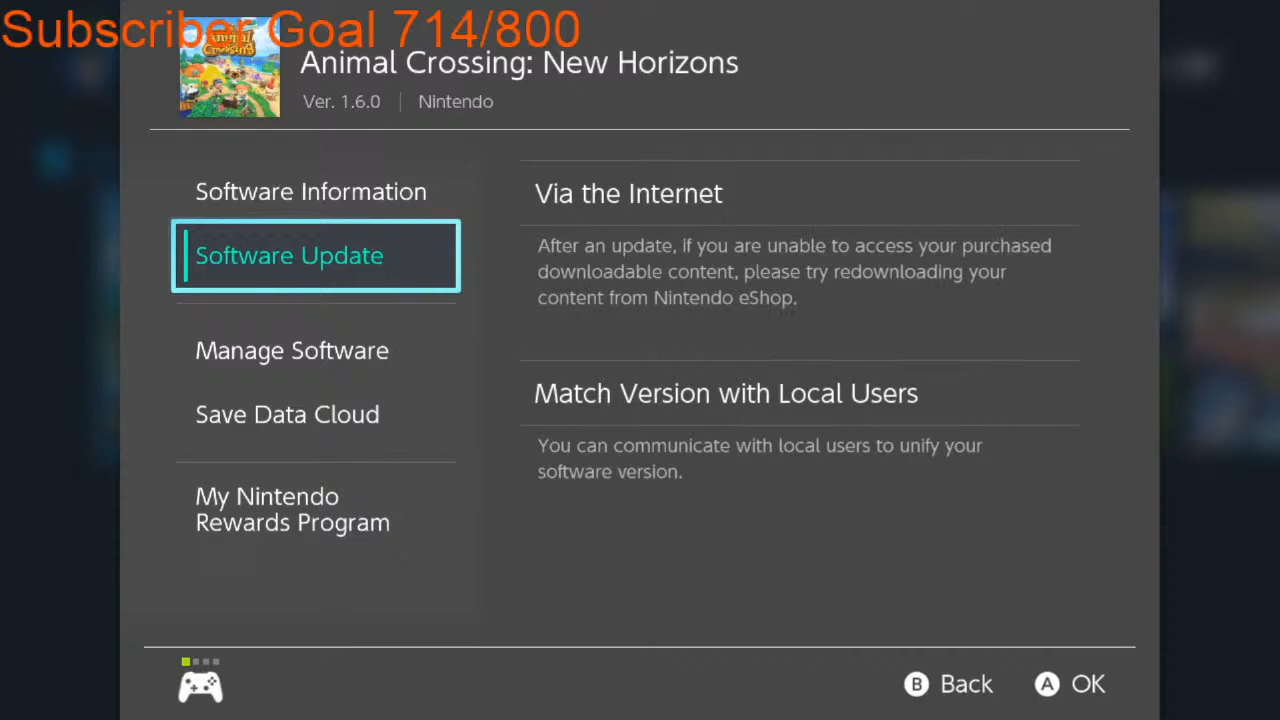 Subscriber Goal 714/800
Animal Crossing
Animal Crossing: New Horizons
Ver. 1.6.0 | Nintendo
Software Information
Software Update
Manage Software
Save Data Cloud
My Nintendo
Rewards Program
Via the Internet
After an update, if you are unable to access your purchased
downloadable content, please try redownloading your
content from Nintendo eShop.
Match Version with Local Users
You can communicate with local users to unify your
software version.
B Back A OK